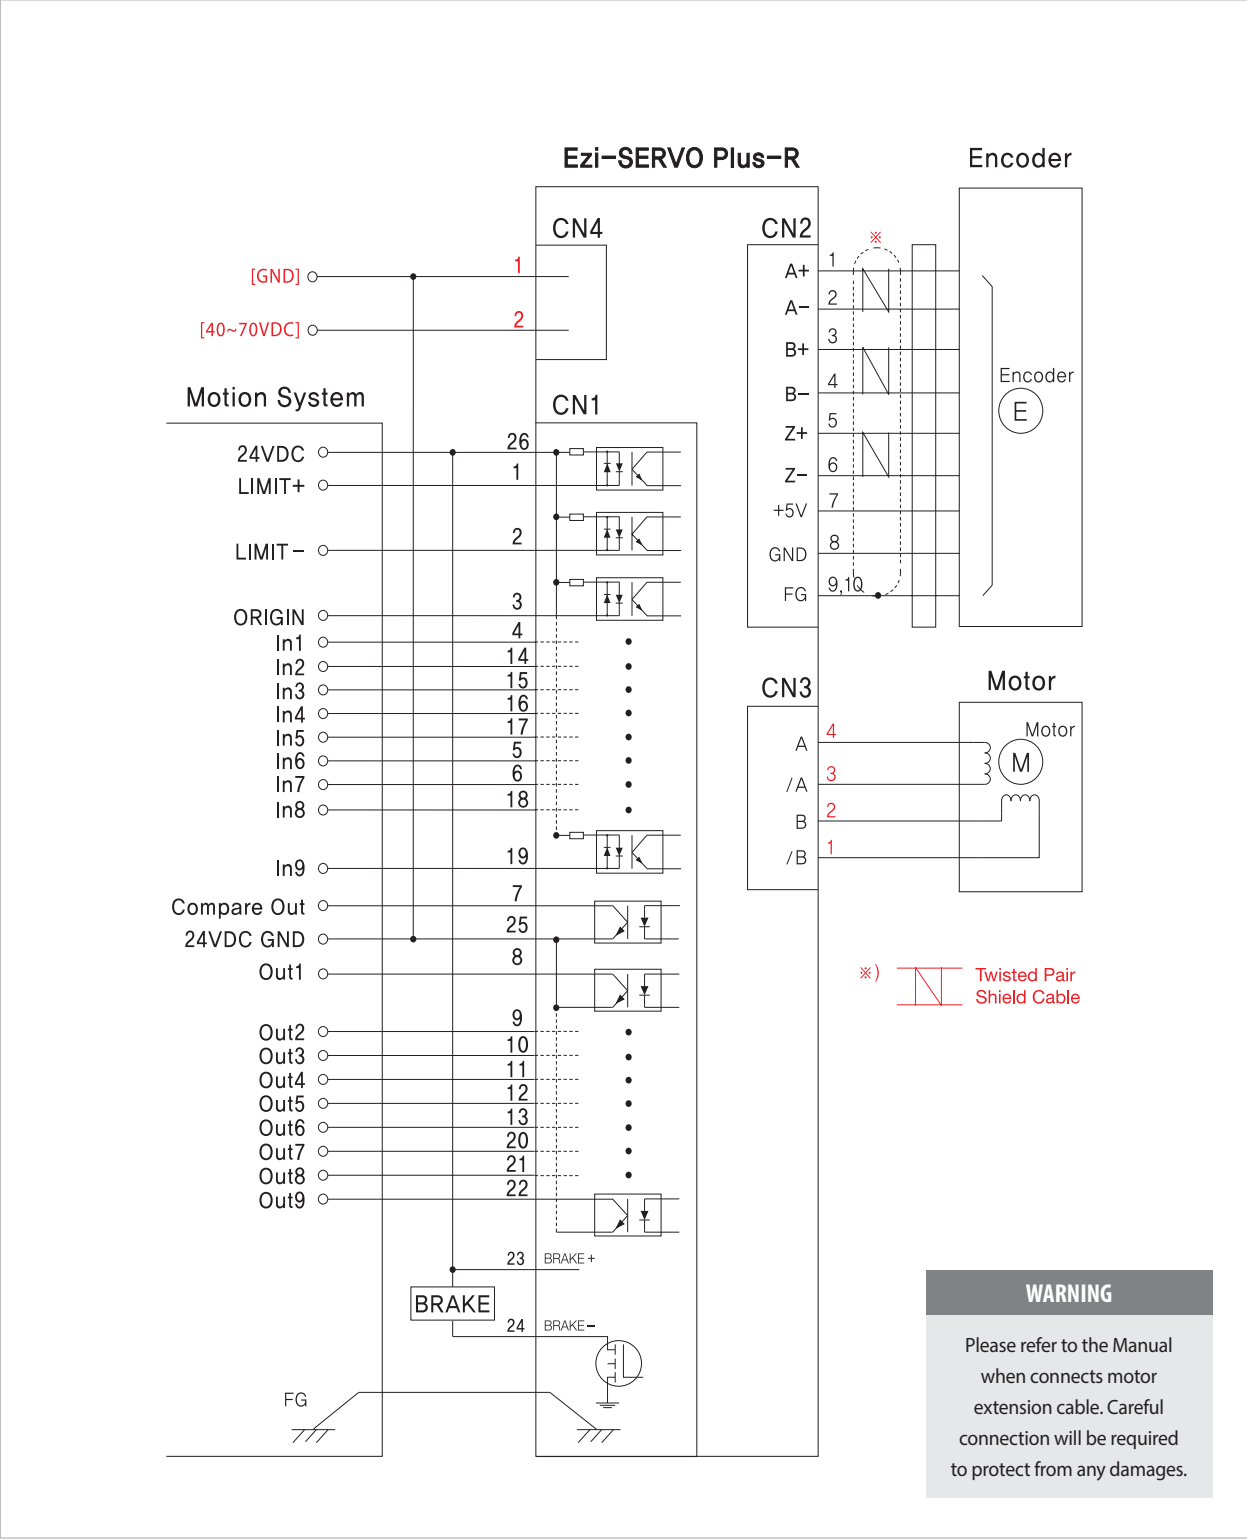 Ezi-SERVO Plus-R
Encoder
CN4
[GND] 1
[40~70VDC] 2
CN2
※
A+ 1
A- 2
B+ 3
B- 4
Z+ 5
Z- 6
+5V 7
GND 8
FG 9,10
Encoder
E
Motion System
CN1
24VDC 26
LIMIT+ 1
LIMIT- 2
ORIGIN 3
In1 4
In2 14
In3 15
In4 16
In5 17
In6 5
In7 6
In8 18
In9 19
Compare Out 7
24VDC GND 25
Out1 8
Out2 9
Out3 10
Out4 11
Out5 12
Out6 13
Out7 20
Out8 21
Out9 22
23 BRAKE+
BRAKE
24 BRAKE-
FG
CN3
Motor
A 4
/A 3
B 2
/B 1
Motor
M
※) Twisted Pair
Shield Cable
WARNING
Please refer to the Manual
when connects motor
extension cable. Careful
connection will be required
to protect from any damages.